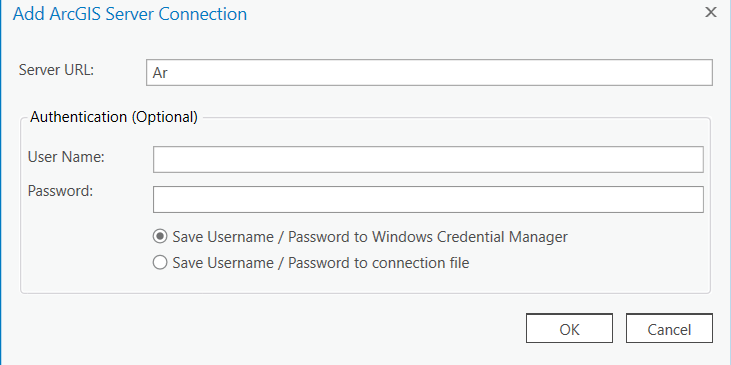 Add ArcGIS Server Connection
Server URL:
Ar
Authentication (Optional)
User Name:
Password:
Save Username / Password to Windows Credential Manager
Save Username / Password to connection file
OK
Cancel